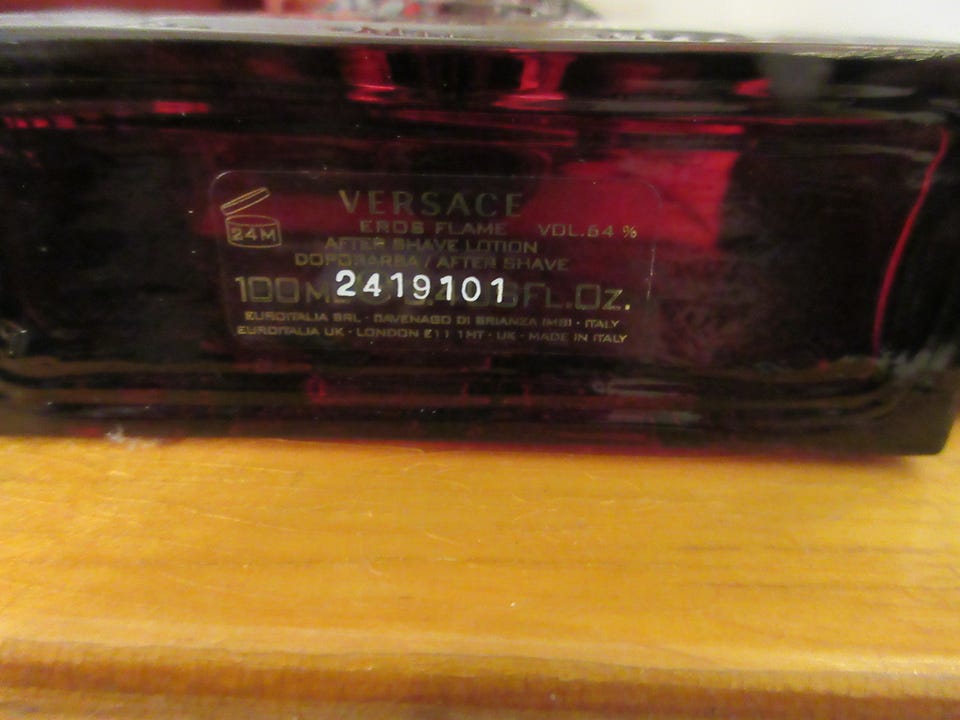 VERSACE
24M
EROS FLAME VOL.64 %
AFTER SHAVE LOTION
DOPOBARBA / AFTER SHAVE
2419101
100 FL.Oz.
EUROITALIA SRL · CAVENAGO DI BRIANZA (MB) · ITALY
EUROITALIA UK · LONDON E11 1HT · UK · MADE IN ITALY